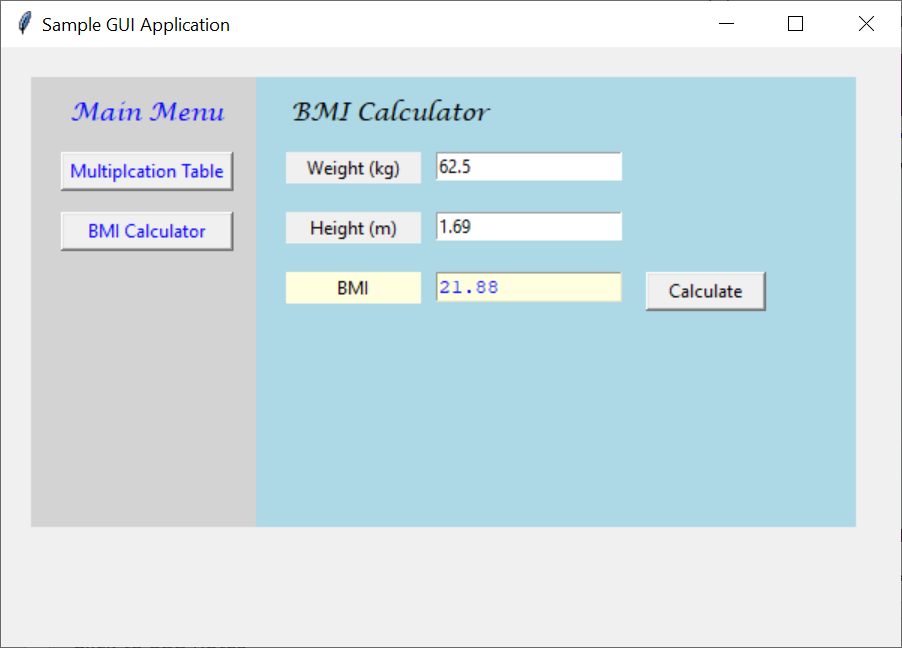 Sample GUI Application
Main Menu
Multiplcation Table
BMI Calculator
BMI Calculator
Weight (kg) 62.5
Height (m) 1.69
BMI 21.88 Calculate